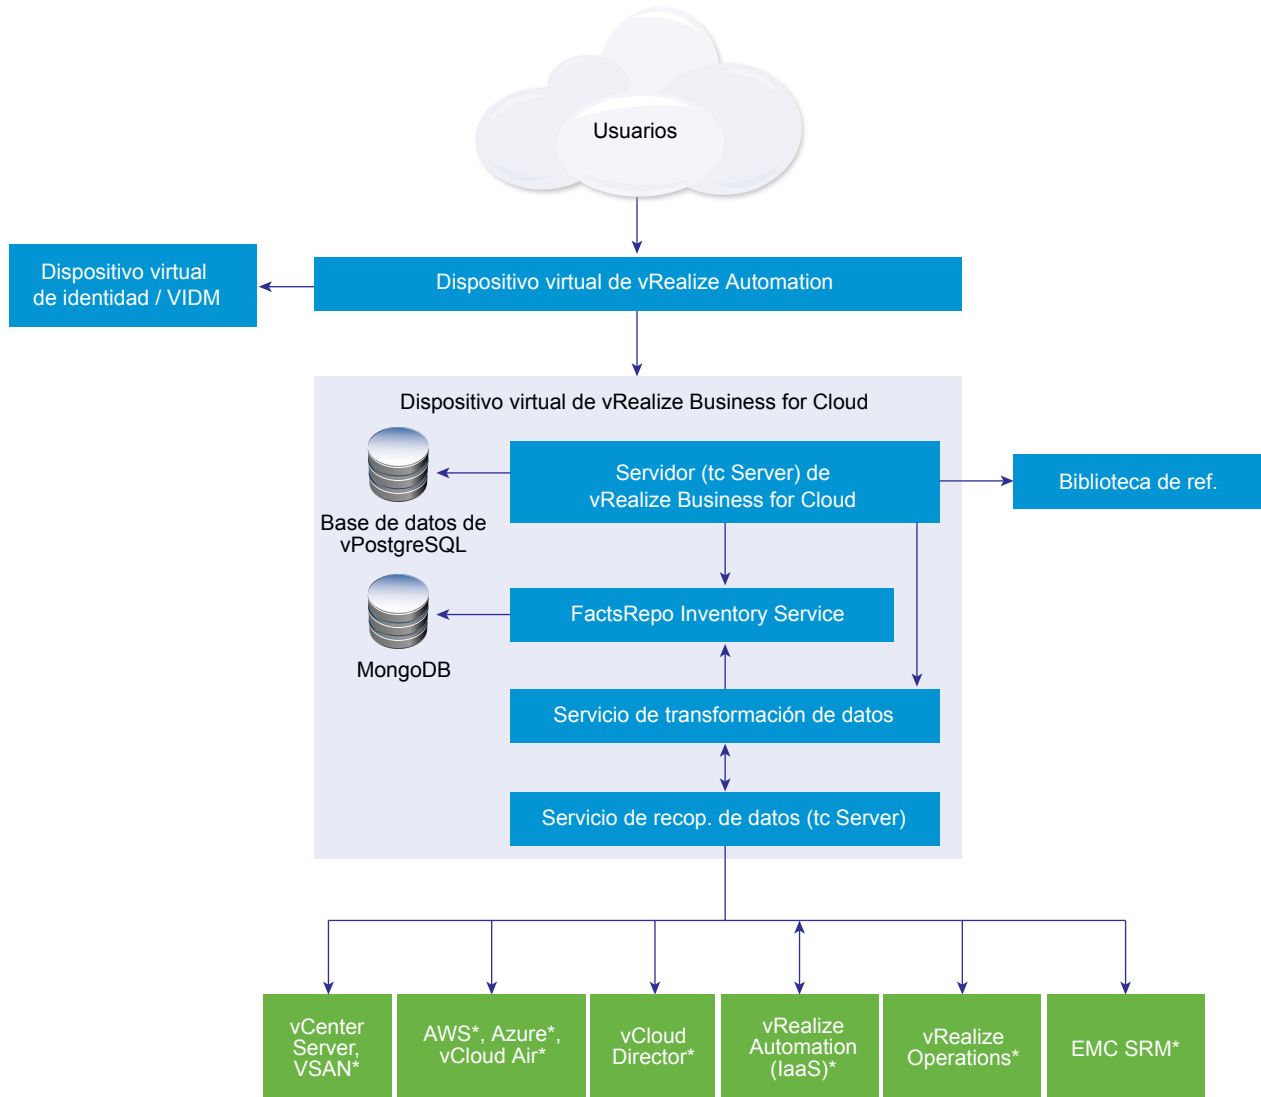 Usuarios
Dispositivo virtual
de identidad / VIDM
Dispositivo virtual de vRealize Automation
Dispositivo virtual de vRealize Business for Cloud
Servidor (tc Server) de
vRealize Business for Cloud
Biblioteca de ref.
Base de datos de
vPostgreSQL
FactsRepo Inventory Service
MongoDB
Servicio de transformación de datos
Servicio de recop. de datos (tc Server)
vCenter
Server,
VSAN*
AWS*, Azure*,
vCloud Air*
vCloud
Director*
vRealize
Automation
(IaaS)*
vRealize
Operations*
EMC SRM*